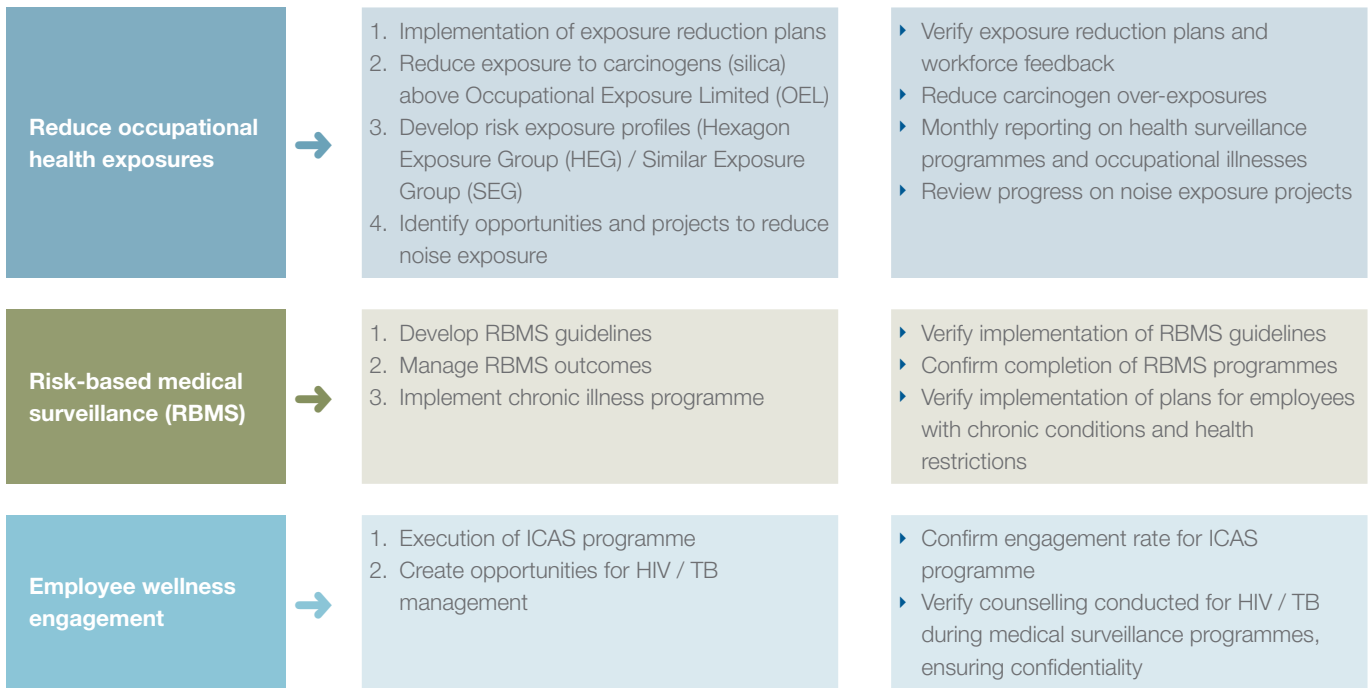 Reduce occupational
health exposures
1. Implementation of exposure reduction plans
2. Reduce exposure to carcinogens (silica)
above Occupational Exposure Limited (OEL)
3. Develop risk exposure profiles (Hexagon
Exposure Group (HEG) / Similar Exposure
Group (SEG)
4. Identify opportunities and projects to reduce
noise exposure
Verify exposure reduction plans and
workforce feedback
Reduce carcinogen over-exposures
Monthly reporting on health surveillance
programmes and occupational illnesses
Review progress on noise exposure projects
Risk-based medical
surveillance (RBMS)
1. Develop RBMS guidelines
2. Manage RBMS outcomes
3. Implement chronic illness programme
Verify implementation of RBMS guidelines
Confirm completion of RBMS programmes
Verify implementation of plans for employees
with chronic conditions and health
restrictions
Employee wellness
engagement
1. Execution of ICAS programme
2. Create opportunities for HIV / TB
management
Confirm engagement rate for ICAS
programme
Verify counselling conducted for HIV / TB
during medical surveillance programmes,
ensuring confidentiality